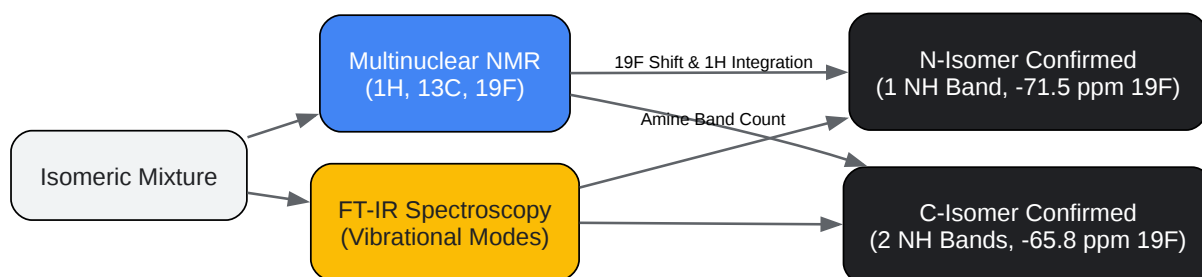 Isomeric Mixture
Multinuclear NMR
(1H, 13C, 19F)
FT-IR Spectroscopy
(Vibrational Modes)
19F Shift & 1H Integration
Amine Band Count
N-Isomer Confirmed
(1 NH Band, -71.5 ppm 19F)
C-Isomer Confirmed
(2 NH Bands, -65.8 ppm 19F)